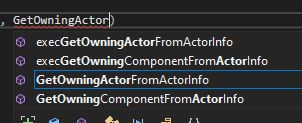 , GetOwningActor)
execGetOwningActorFromActorInfo
execGetOwningComponentFromActorInfo
GetOwningActorFromActorInfo
GetOwningComponentFromActorInfo